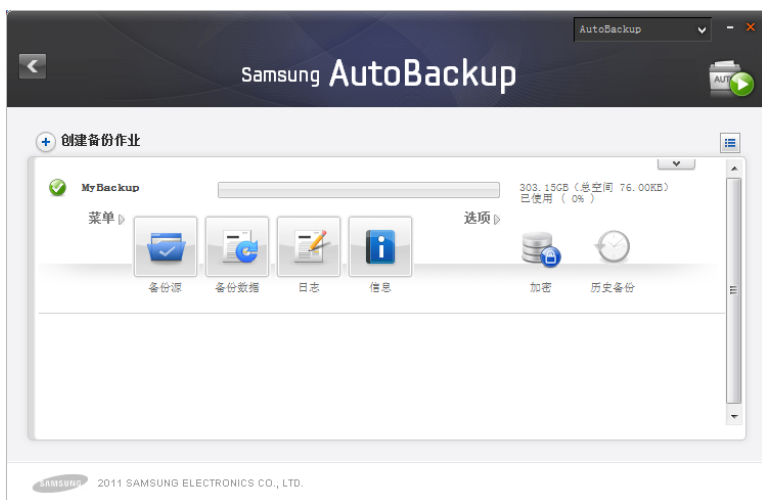 AutoBackup
Samsung AutoBackup
AUTO
创建备份作业
MyBackup
303.15GB（总空间 76.00KB）
已使用 ( 0% )
菜单
选项
备份源
备份数据
日志
信息
加密
历史备份
SAMSUNG 2011 SAMSUNG ELECTRONICS CO., LTD.